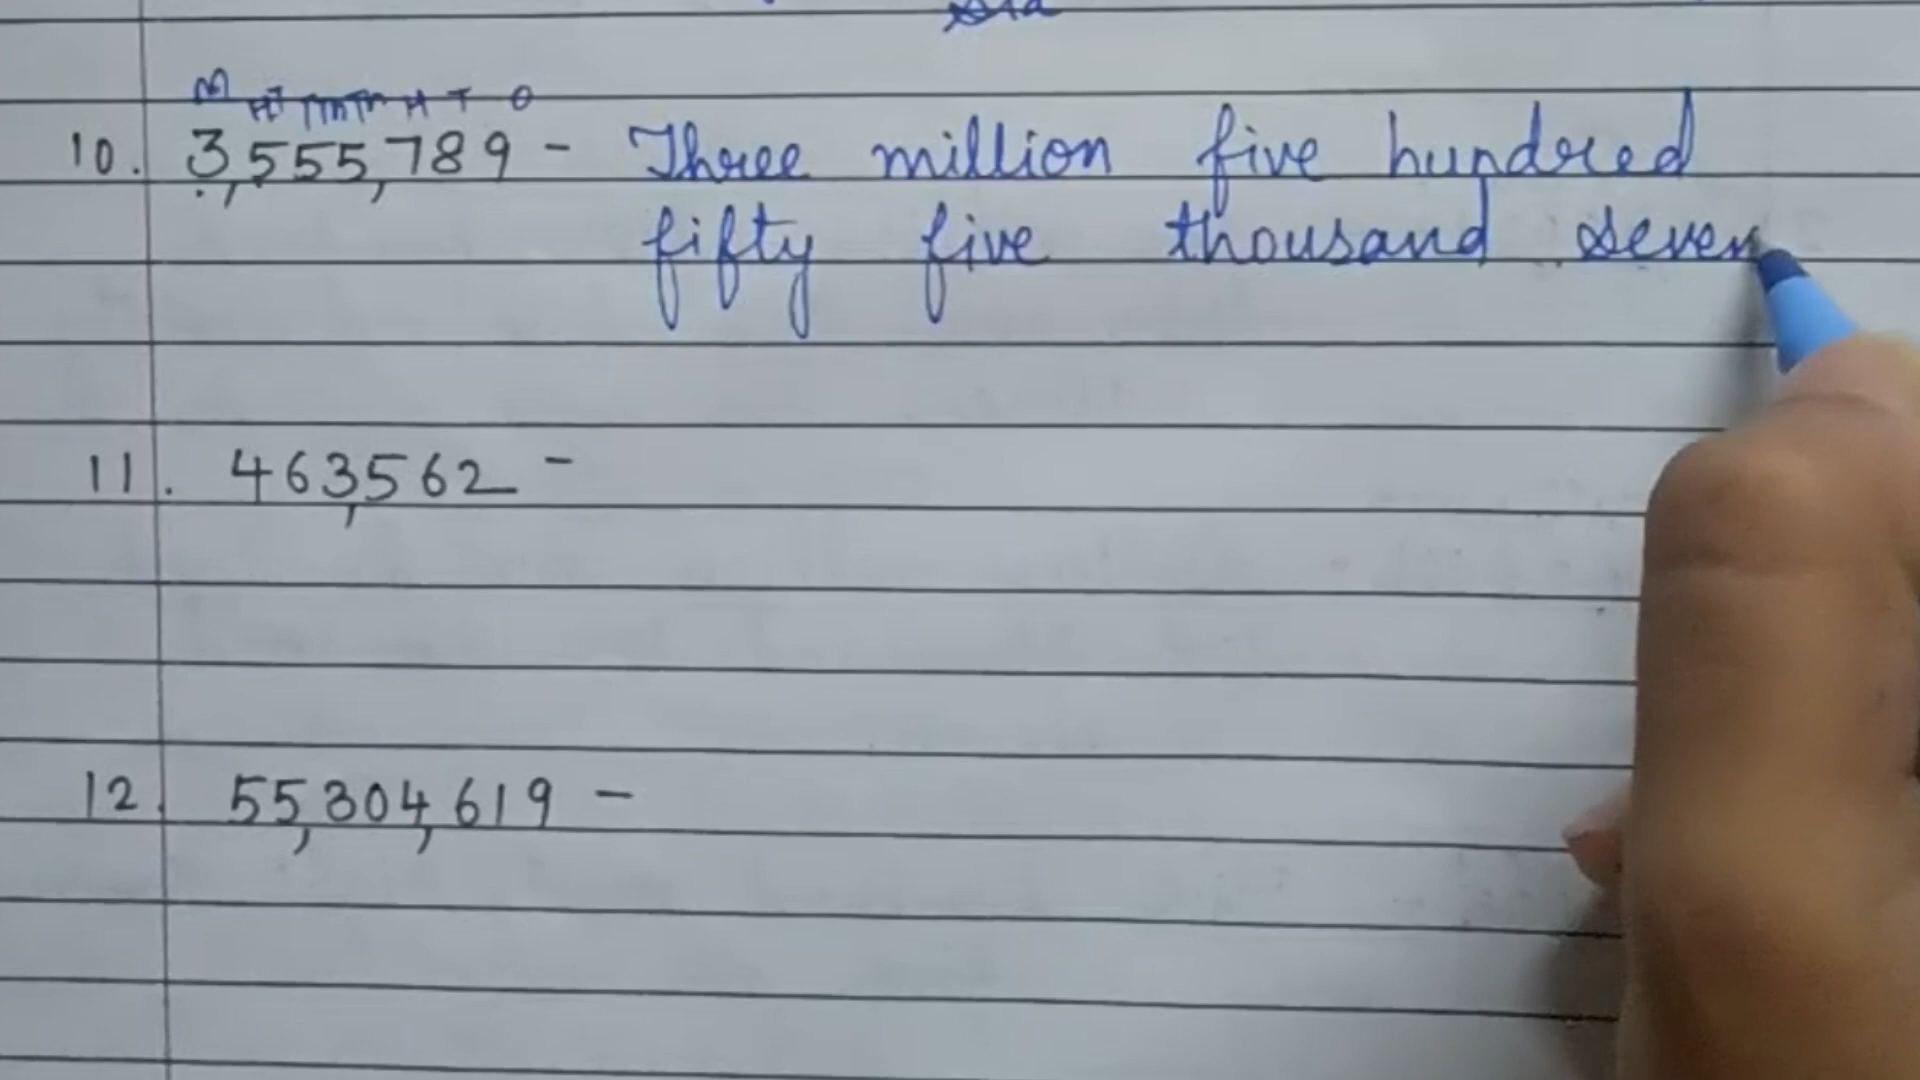 M HT TTh Th H T O
10. 3,555,789 - Three million five hundred
fifty five thousand seven
11. 463,562 -
12. 55,304,619 -